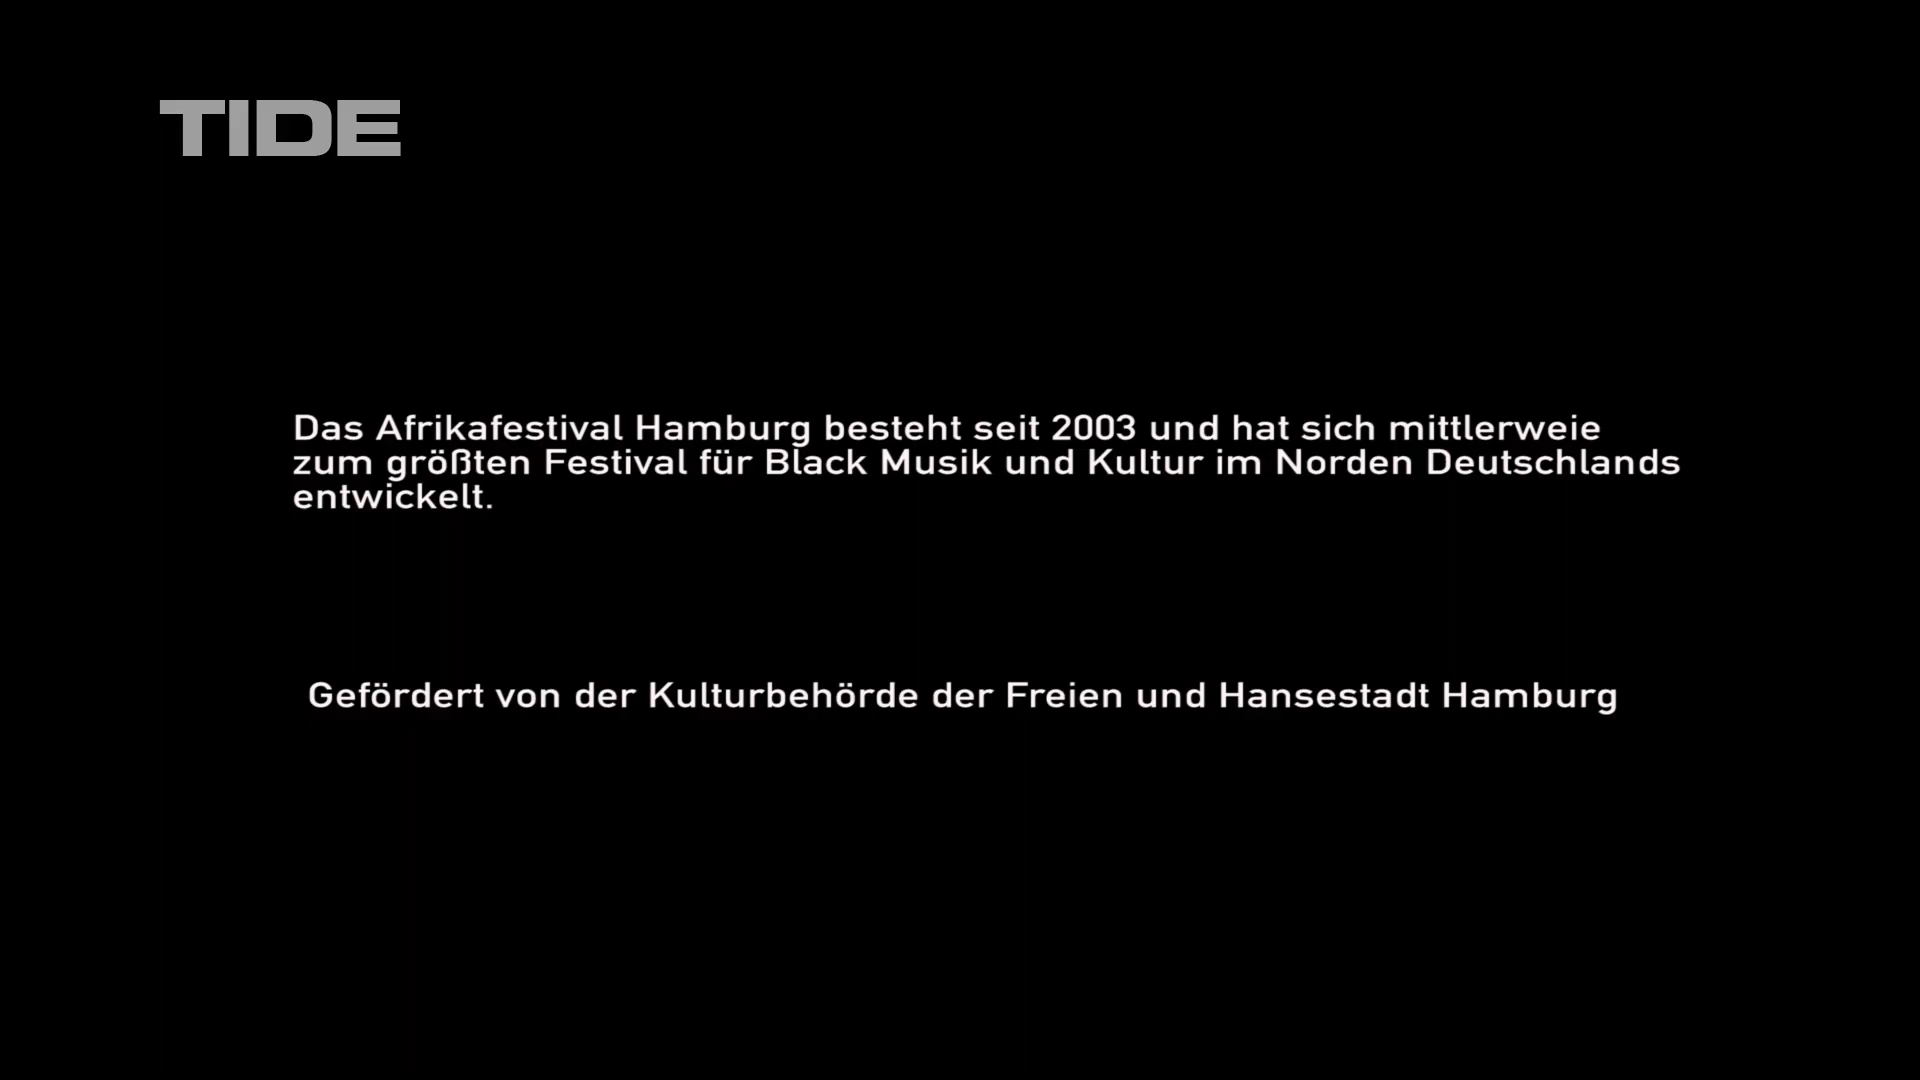 TIDE
Das Afrikafestival Hamburg besteht seit 2003 und hat sich mittlerweie
zum größten Festival für Black Musik und Kultur im Norden Deutschlands
entwickelt.
Gefördert von der Kulturbehörde der Freien und Hansestadt Hamburg